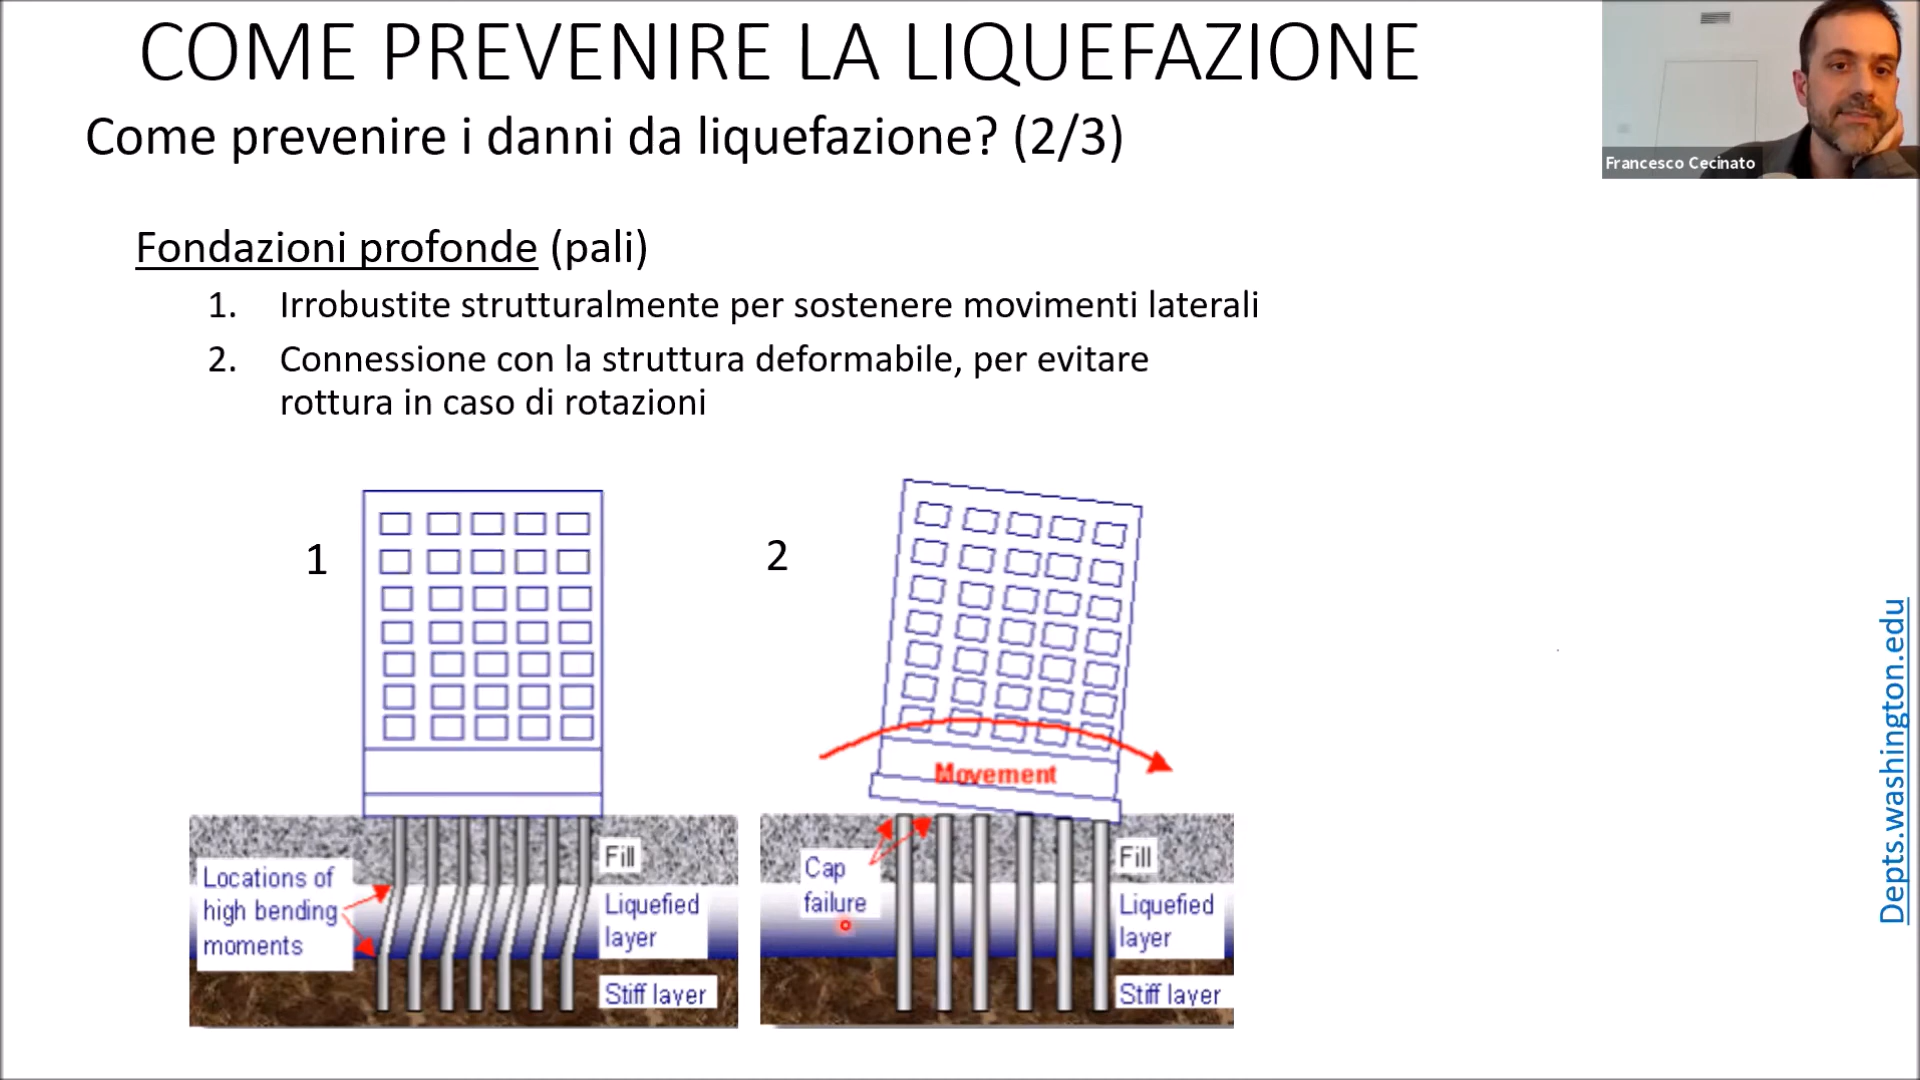 COME PREVENIRE LA LIQUEFAZIONE
Come prevenire i danni da liquefazione? (2/3)
Francesco Cecinato
Fondazioni profonde (pali)
1. Irrobustite strutturalmente per sostenere movimenti laterali
2. Connessione con la struttura deformabile, per evitare
rottura in caso di rotazioni
1
Fill
Locations of
high bending
moments
Liquefied
layer
Stiff layer
2
Movement
Cap
failure
Fill
Liquefied
layer
Stiff layer
Depts.washington.edu